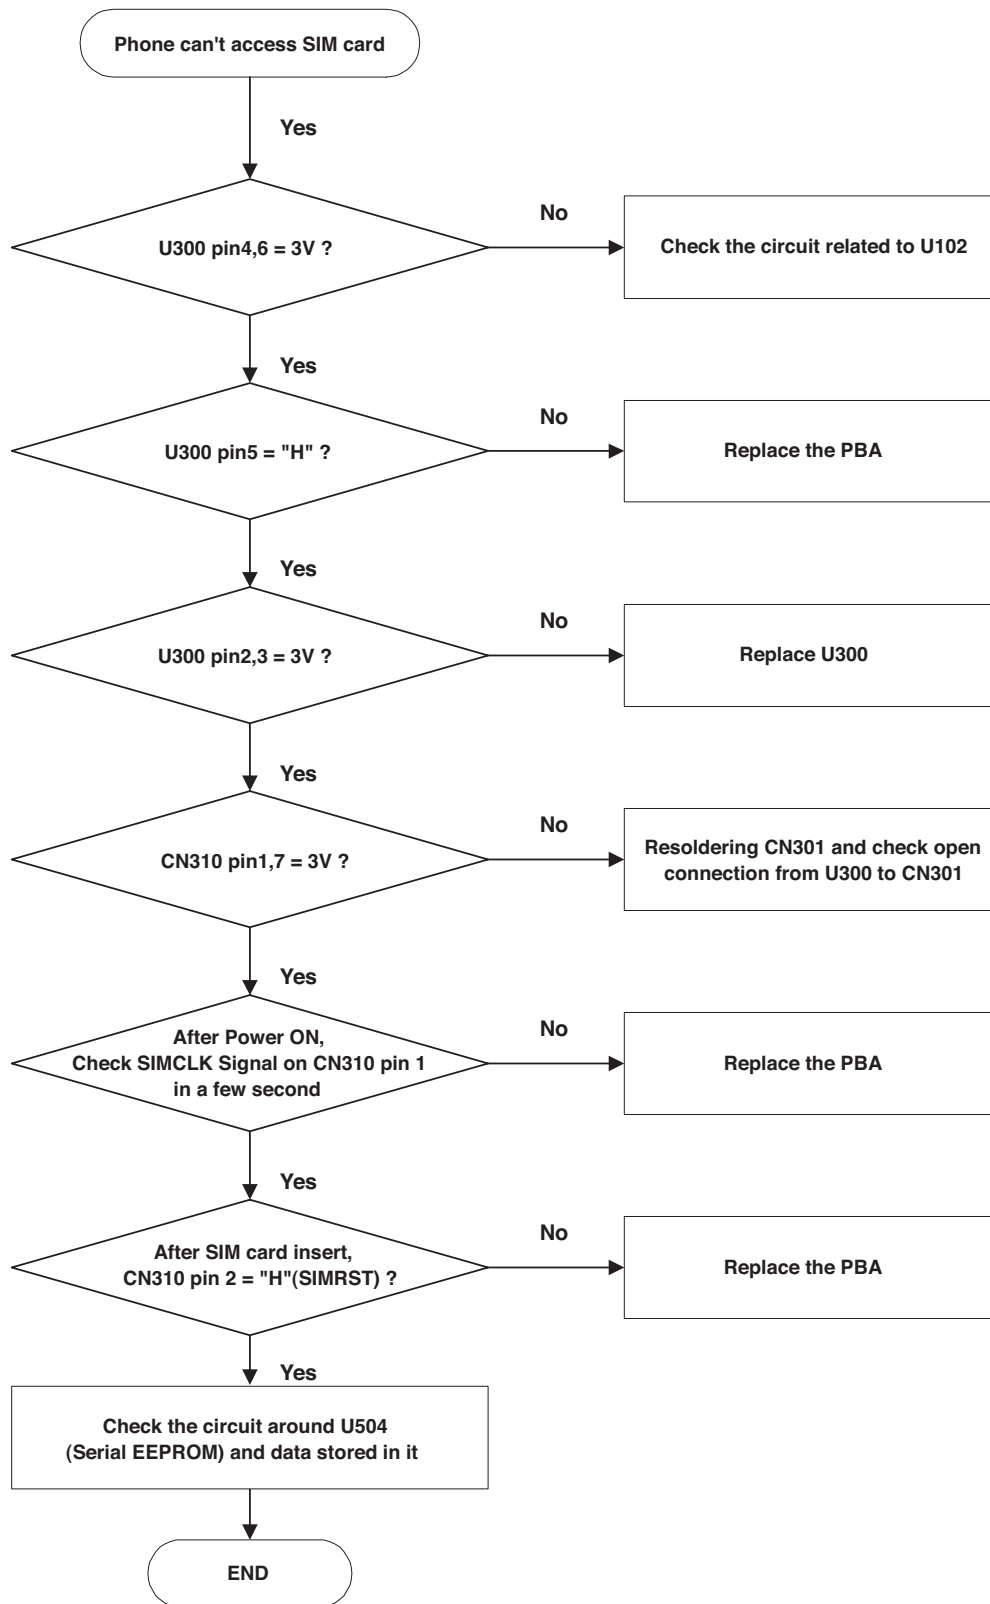 Phone can't access SIM card
Yes
U300 pin4,6 = 3V ?
No
Check the circuit related to U102
Yes
U300 pin5 = "H" ?
No
Replace the PBA
Yes
U300 pin2,3 = 3V ?
No
Replace U300
Yes
CN310 pin1,7 = 3V ?
No
Resoldering CN301 and check open
connection from U300 to CN301
Yes
After Power ON,
Check SIMCLK Signal on CN310 pin 1
in a few second
No
Replace the PBA
Yes
After SIM card insert,
CN310 pin 2 = "H"(SIMRST) ?
No
Replace the PBA
Yes
Check the circuit around U504
(Serial EEPROM) and data stored in it
END